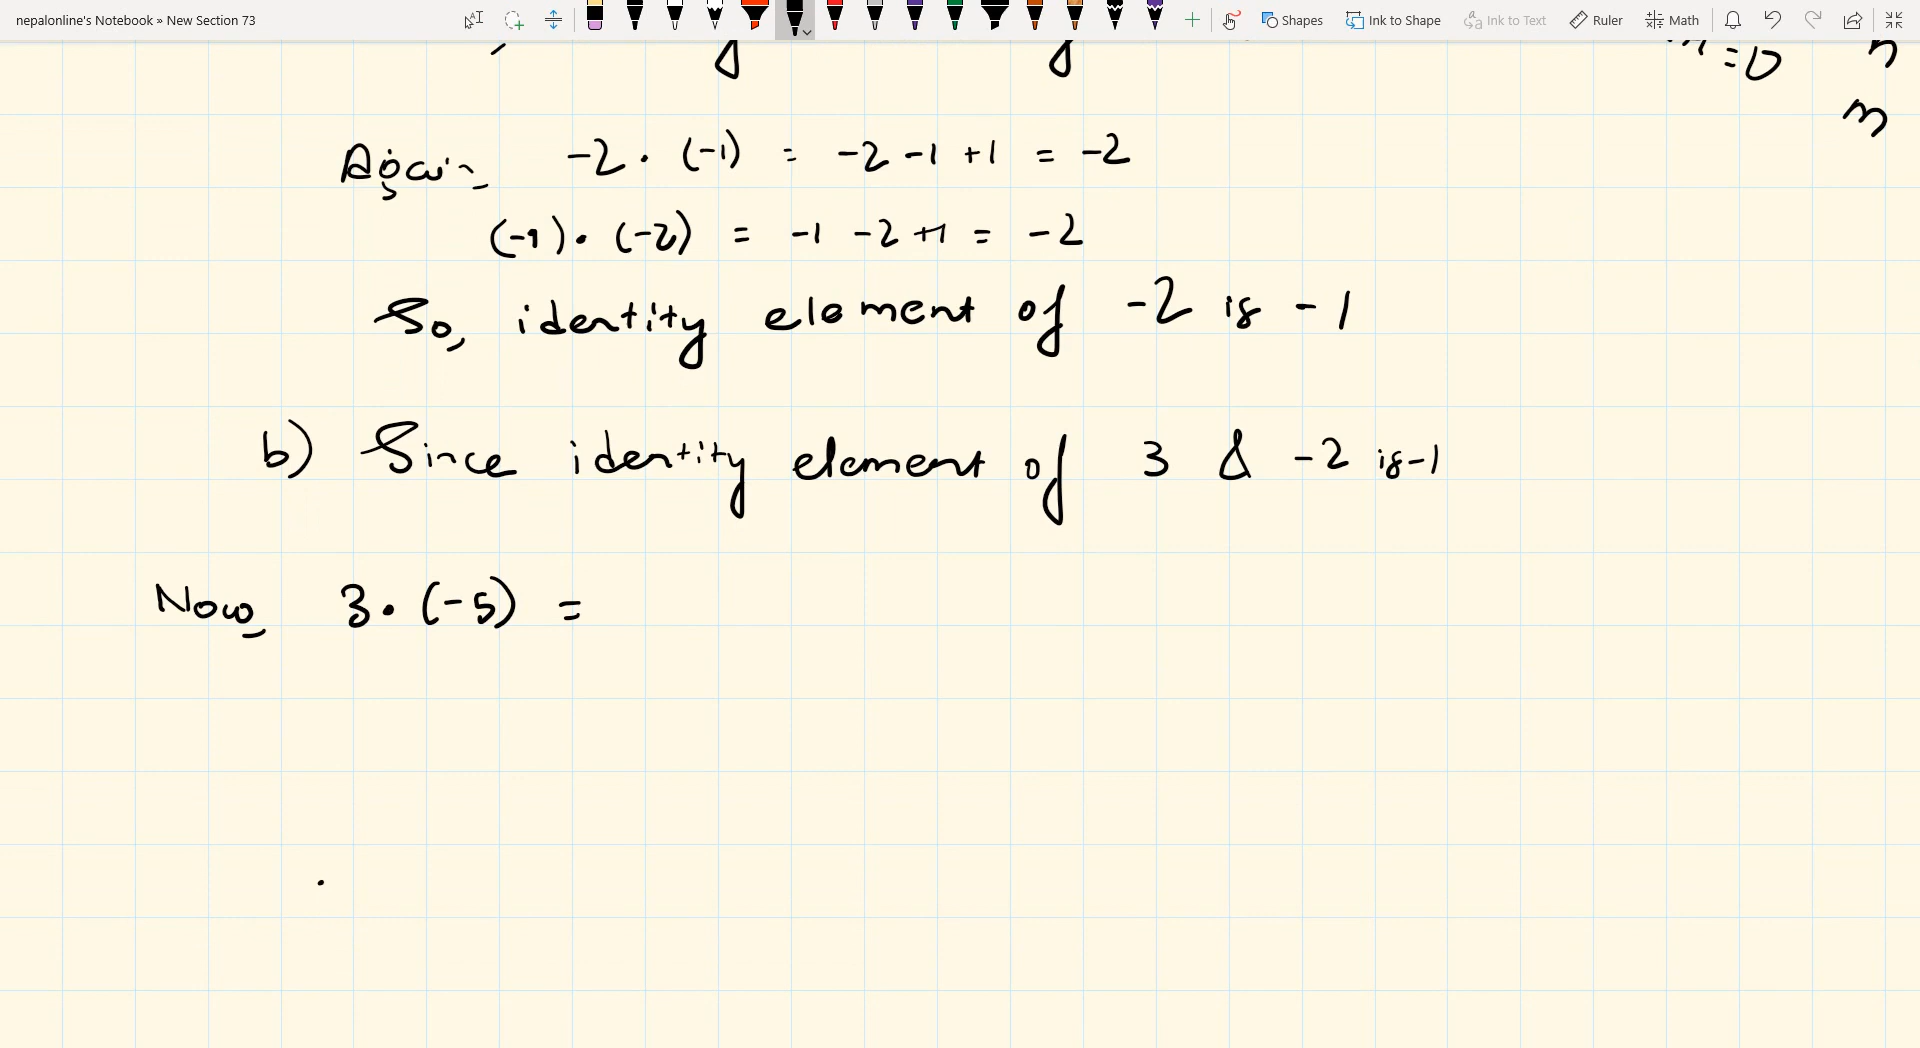 nepalonline's Notebook » New Section 73
Shapes Ink to Shape Ink to Text Ruler Math
=0 n
m
Again, -2 · (-1) = -2 -1 +1 = -2
(-1) · (-2) = -1 -2 +1 = -2
So, identity element of -2 is -1
b) Since identity element of 3 & -2 is -1
Now, 3 · (-5) =